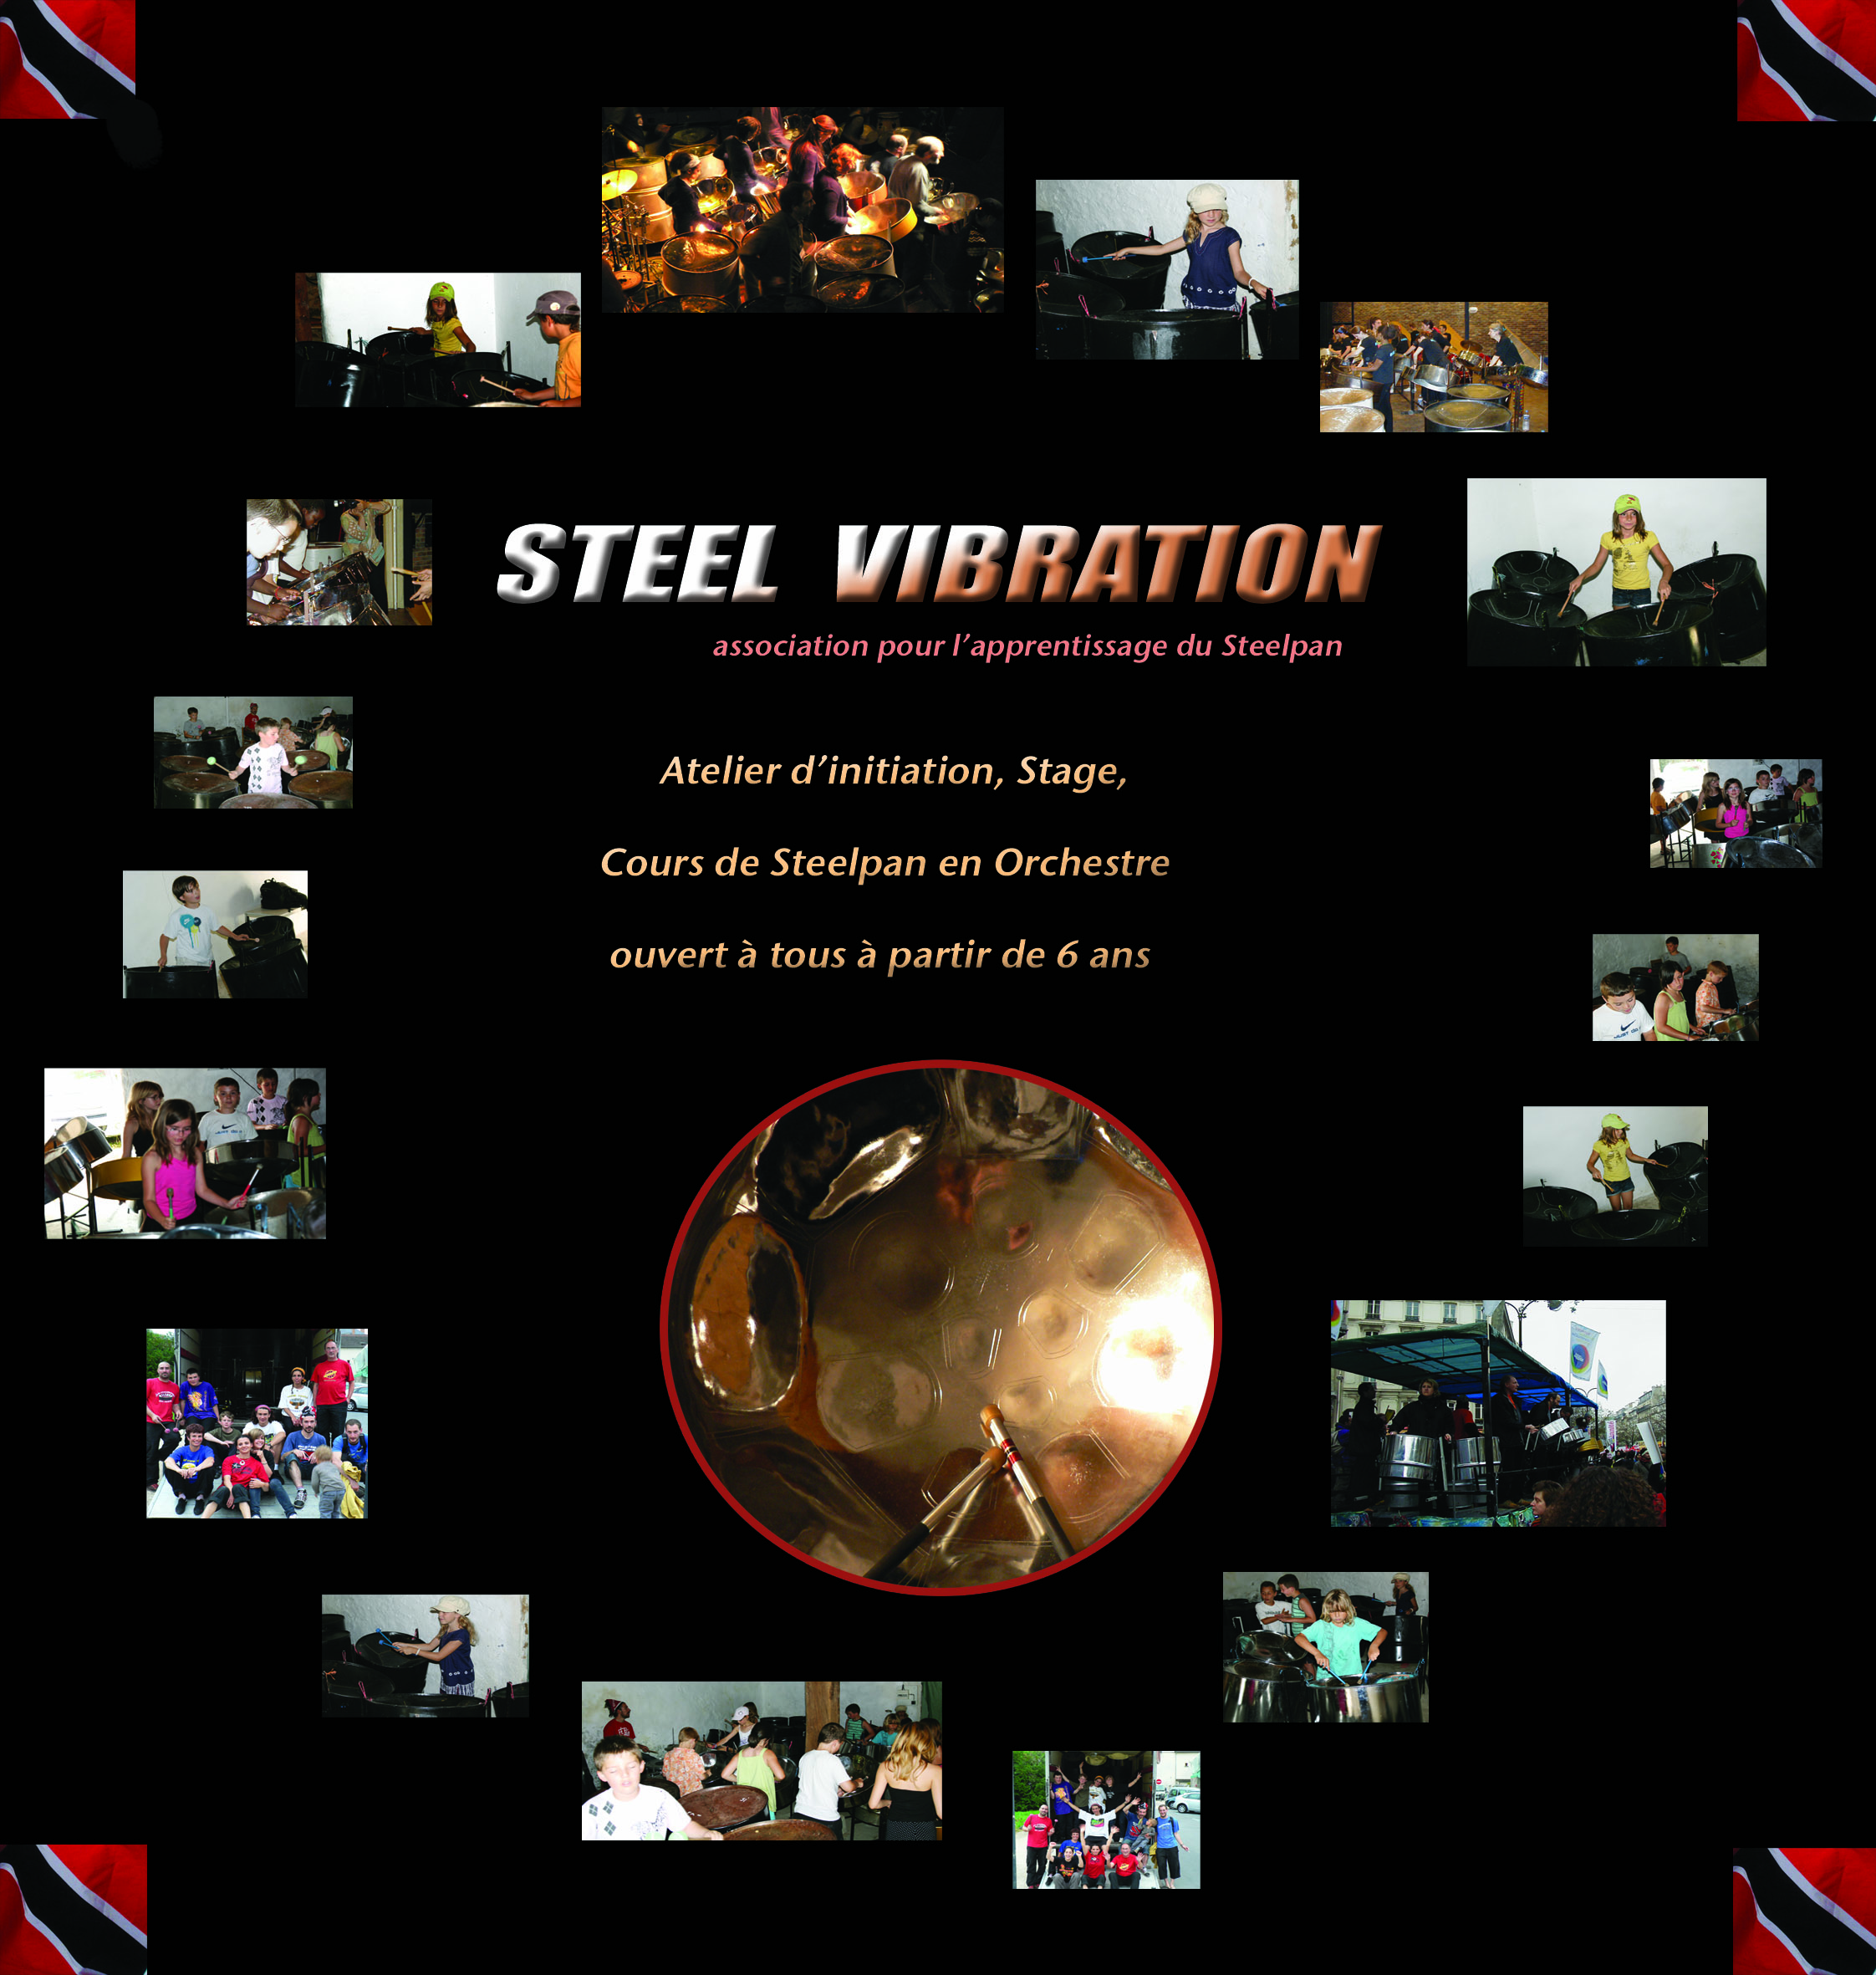 STEEL VIBRATION
association pour l’apprentissage du Steelpan
Atelier d’initiation, Stage,
Cours de Steelpan en Orchestre
ouvert à tous à partir de 6 ans